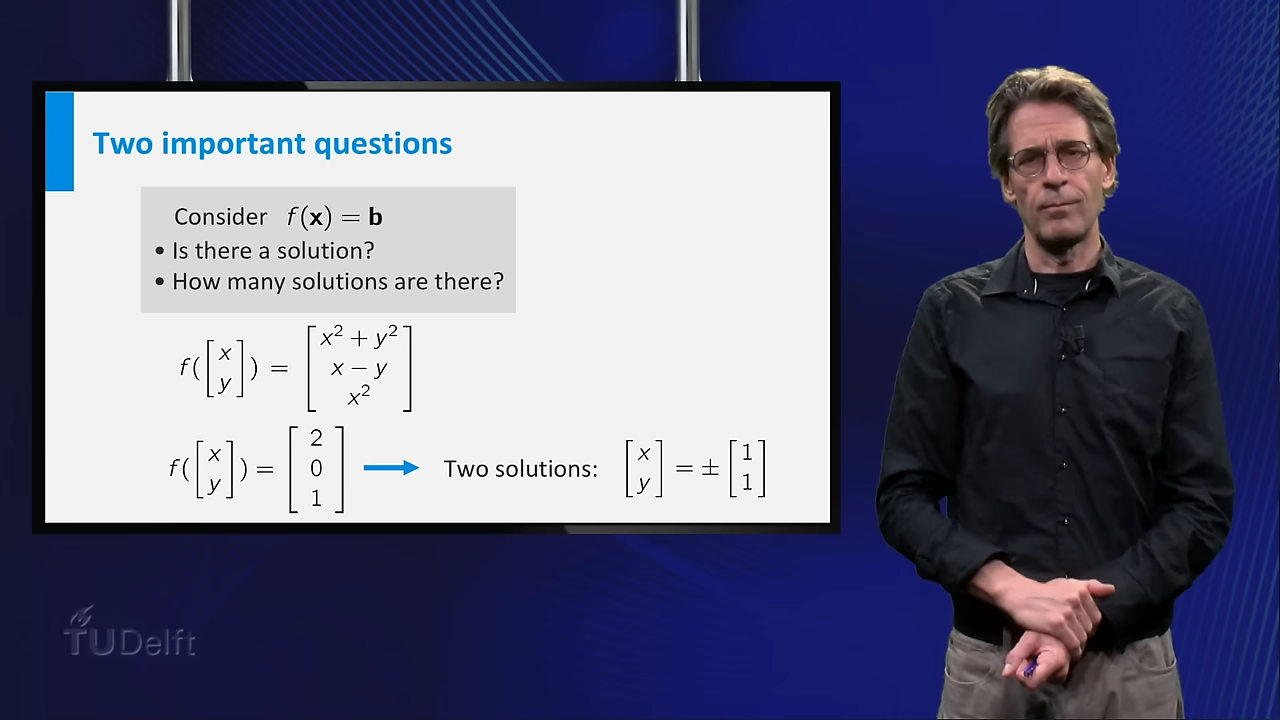 Two important questions
Consider f(𝐱) = 𝐛
• Is there a solution?
• How many solutions are there?
f([x y]) = [x² + y² x − y x²]
f([x y]) = [2 0 1] → Two solutions: [x y] = ± [1 1]
TUDelft